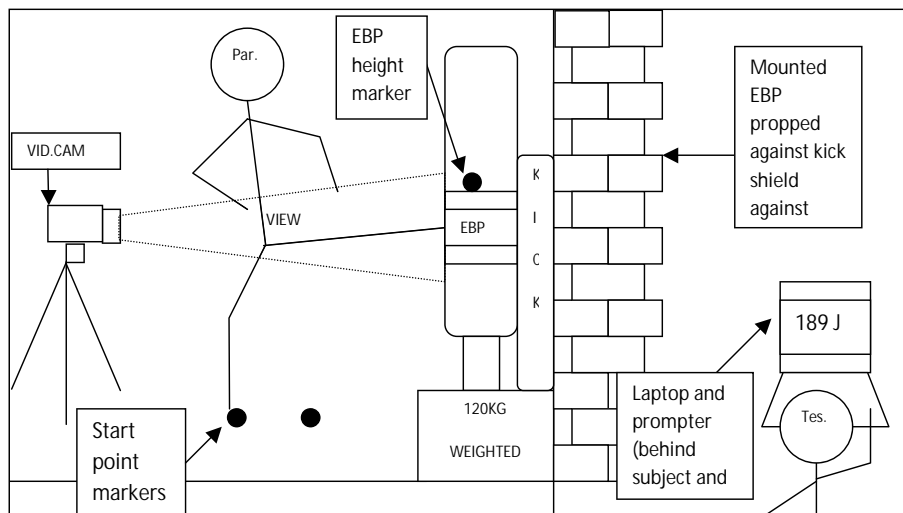 Par.
EBP
height
marker
Mounted
EBP
propped
against kick
shield
against
VID.CAM
VIEW
EBP
K
I
C
K
189 J
120KG
WEIGHTED
Start
point
markers
Laptop and
prompter
(behind
subject and
Tes.